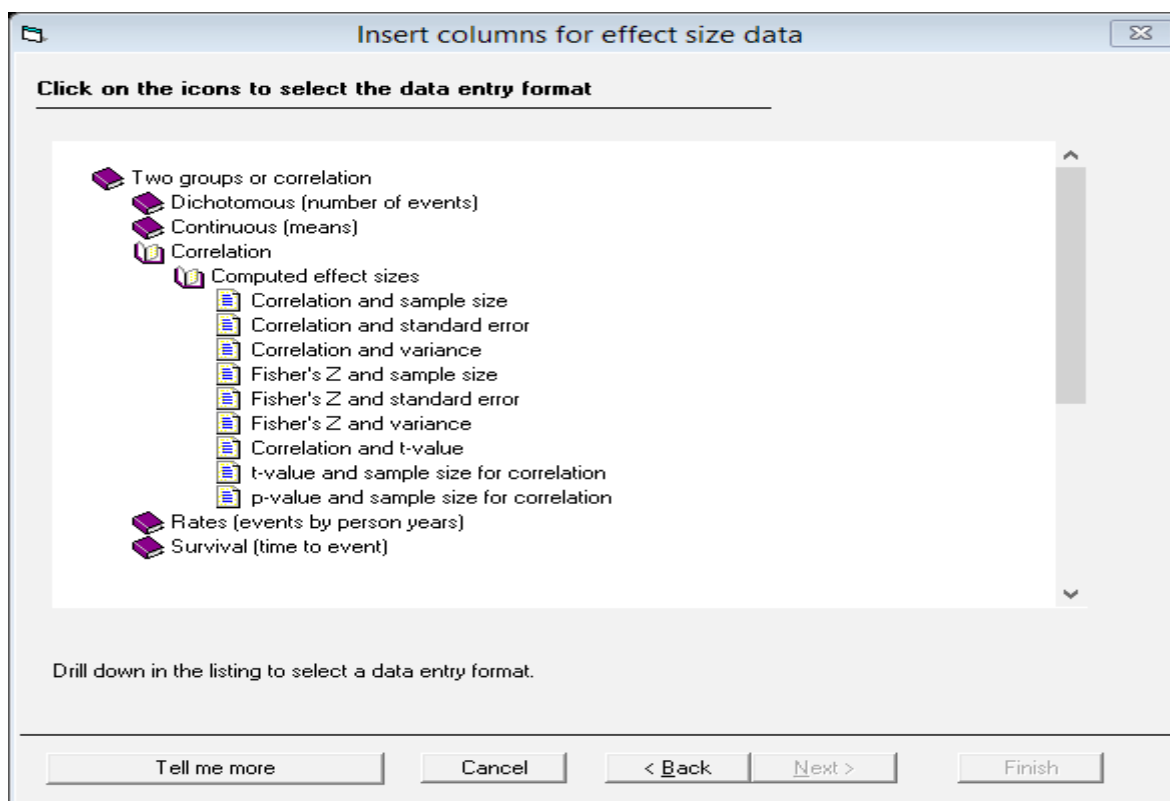 Insert columns for effect size data
Click on the icons to select the data entry format
Two groups or correlation
Dichotomous (number of events)
Continuous (means)
Correlation
Computed effect sizes
Correlation and sample size
Correlation and standard error
Correlation and variance
Fisher's Z and sample size
Fisher's Z and standard error
Fisher's Z and variance
Correlation and t-value
t-value and sample size for correlation
p-value and sample size for correlation
Rates (events by person years)
Survival (time to event)
Drill down in the listing to select a data entry format.
Tell me more Cancel < Back Next > Finish